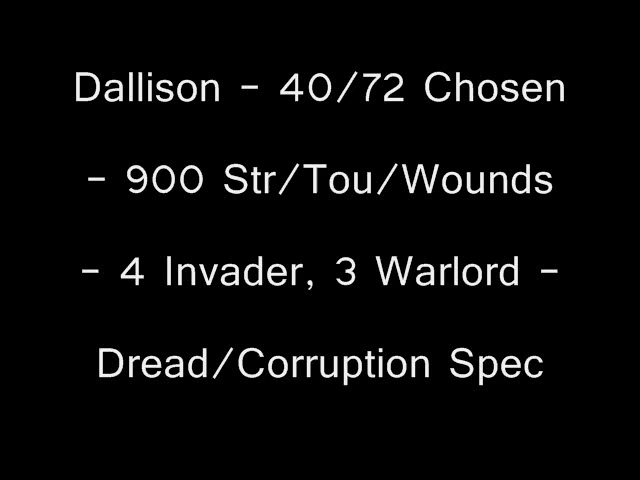 Dallison - 40/72 Chosen
- 900 Str/Tou/Wounds
- 4 Invader, 3 Warlord -
Dread/Corruption Spec